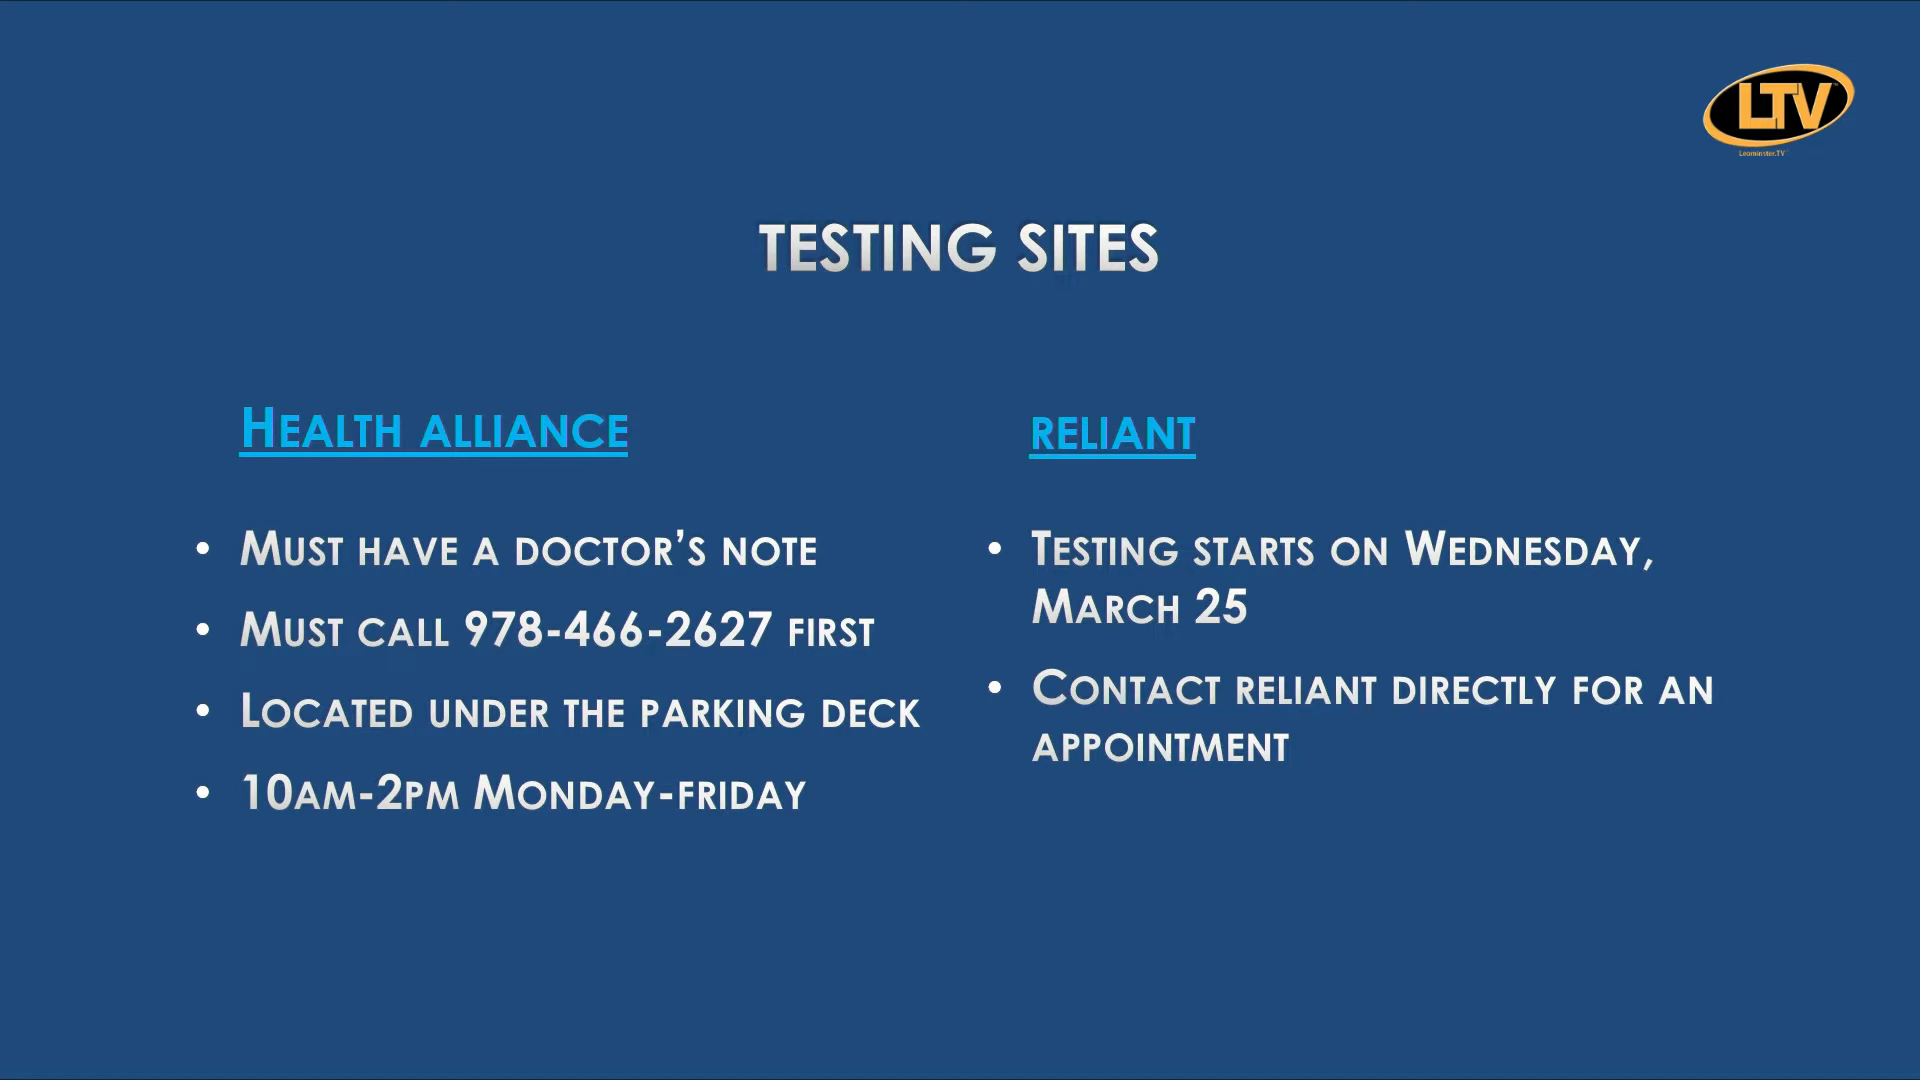 LTV
Leominster.TV
TESTING SITES
HEALTH ALLIANCE
• MUST HAVE A DOCTOR’S NOTE
• MUST CALL 978-466-2627 FIRST
• LOCATED UNDER THE PARKING DECK
• 10AM-2PM MONDAY-FRIDAY
RELIANT
• TESTING STARTS ON WEDNESDAY,
MARCH 25
• CONTACT RELIANT DIRECTLY FOR AN
APPOINTMENT